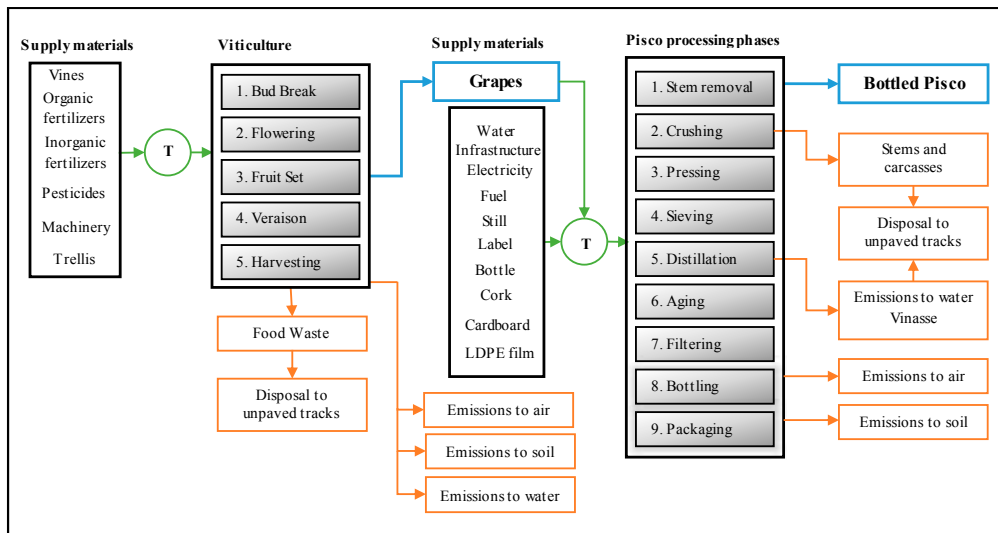 Supply materials
Vines
Organic
fertilizers
Inorganic
fertilizers
Pesticides
Machinery
Trellis
T
Viticulture
1. Bud Break
2. Flowering
3. Fruit Set
4. Veraison
5. Harvesting
Food Waste
Disposal to
unpaved tracks
Supply materials
Grapes
Water
Infrastructure
Electricity
Fuel
Still
Label
Bottle
Cork
Cardboard
LDPE film
Emissions to air
Emissions to soil
Emissions to water
T
Pisco processing phases
1. Stem removal
2. Crushing
3. Pressing
4. Sieving
5. Distillation
6. Aging
7. Filtering
8. Bottling
9. Packaging
Bottled Pisco
Stems and
carcasses
Disposal to
unpaved tracks
Emissions to water
Vinasse
Emissions to air
Emissions to soil